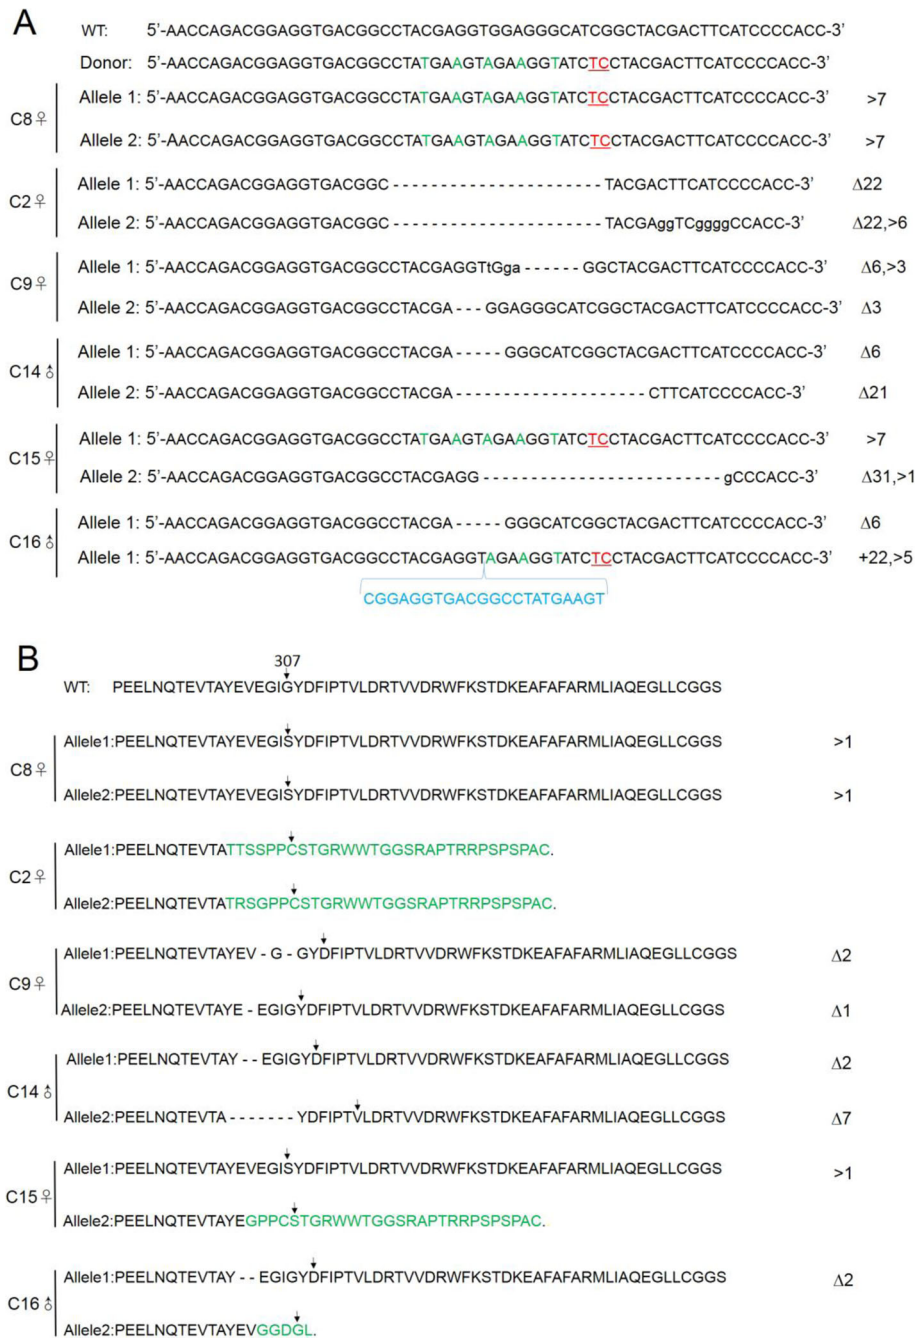 A
WT: 5’-AACCAGACGGAGGTGACGGCCTACGAGGTGGAGGGCATCGGCTACGACTTCATCCCCACC-3’
Donor: 5’-AACCAGACGGAGGTGACGGCCTATGAAGTAGAAGGTATCTCCTACGACTTCATCCCCACC-3’
C8♀
Allele 1: 5’-AACCAGACGGAGGTGACGGCCTATGAAGTAGAAGGTATCTCCTACGACTTCATCCCCACC-3’ >7
Allele 2: 5’-AACCAGACGGAGGTGACGGCCTATGAAGTAGAAGGTATCTCCTACGACTTCATCCCCACC-3’ >7
C2♀
Allele 1: 5’-AACCAGACGGAGGTGACGGC----------------------TACGACTTCATCCCCACC-3’ Δ22
Allele 2: 5’-AACCAGACGGAGGTGACGGC----------------------TACGAggTCggggCCACC-3’ Δ22,>6
C9♀
Allele 1: 5’-AACCAGACGGAGGTGACGGCCTACGAGGTtGga------GGCTACGACTTCATCCCCACC-3’ Δ6,>3
Allele 2: 5’-AACCAGACGGAGGTGACGGCCTACGA---GGAGGGCATCGGCTACGACTTCATCCCCACC-3’ Δ3
C14♂
Allele 1: 5’-AACCAGACGGAGGTGACGGCCTACGA-----GGGCATCGGCTACGACTTCATCCCCACC-3’ Δ6
Allele 2: 5’-AACCAGACGGAGGTGACGGCCTACGA--------------------CTTCATCCCCACC-3’ Δ21
C15♀
Allele 1: 5’-AACCAGACGGAGGTGACGGCCTATGAAGTAGAAGGTATCTCCTACGACTTCATCCCCACC-3’ >7
Allele 2: 5’-AACCAGACGGAGGTGACGGCCTACGAGG-------------------------gCCCACC-3’ Δ31,>1
C16♂
Allele 1: 5’-AACCAGACGGAGGTGACGGCCTACGA-----GGGCATCGGCTACGACTTCATCCCCACC-3’ Δ6
Allele 1: 5’-AACCAGACGGAGGTGACGGCCTACGAGGTAGAAGGTATCTCCTACGACTTCATCCCCACC-3’ +22,>5
CGGAGGTGACGGCCTATGAAGT
B
307
WT: PEELNQTEVTAYEVEGIGYDFIPTVLDRTVVDRWFKSTDKEAFAFARMLIAQEGLLCGGS
C8♀
Allele1:PEELNQTEVTAYEVEGISYDFIPTVLDRTVVDRWFKSTDKEAFAFARMLIAQEGLLCGGS >1
Allele2:PEELNQTEVTAYEVEGISYDFIPTVLDRTVVDRWFKSTDKEAFAFARMLIAQEGLLCGGS >1
C2♀
Allele1:PEELNQTEVTATTSSPPCSTGRWWTGGSRAPTRRPSPSPAC.
Allele2:PEELNQTEVTATRSGPPCSTGRWWTGGSRAPTRRPSPSPAC.
C9♀
Allele1:PEELNQTEVTAYEV - G - GYDFIPTVLDRTVVDRWFKSTDKEAFAFARMLIAQEGLLCGGS Δ2
Allele2:PEELNQTEVTAYE - EGIGYDFIPTVLDRTVVDRWFKSTDKEAFAFARMLIAQEGLLCGGS Δ1
C14♂
Allele1:PEELNQTEVTAY - - EGIGYDFIPTVLDRTVVDRWFKSTDKEAFAFARMLIAQEGLLCGGS Δ2
Allele2:PEELNQTEVTA - - - - - - - YDFIPTVLDRTVVDRWFKSTDKEAFAFARMLIAQEGLLCGGS Δ7
C15♀
Allele1:PEELNQTEVTAYEVEGISYDFIPTVLDRTVVDRWFKSTDKEAFAFARMLIAQEGLLCGGS >1
Allele2:PEELNQTEVTAYEGPPCSTGRWWTGGSRAPTRRPSPSPAC.
C16♂
Allele1:PEELNQTEVTAY - - EGIGYDFIPTVLDRTVVDRWFKSTDKEAFAFARMLIAQEGLLCGGS Δ2
Allele2:PEELNQTEVTAYEVGGDGL.